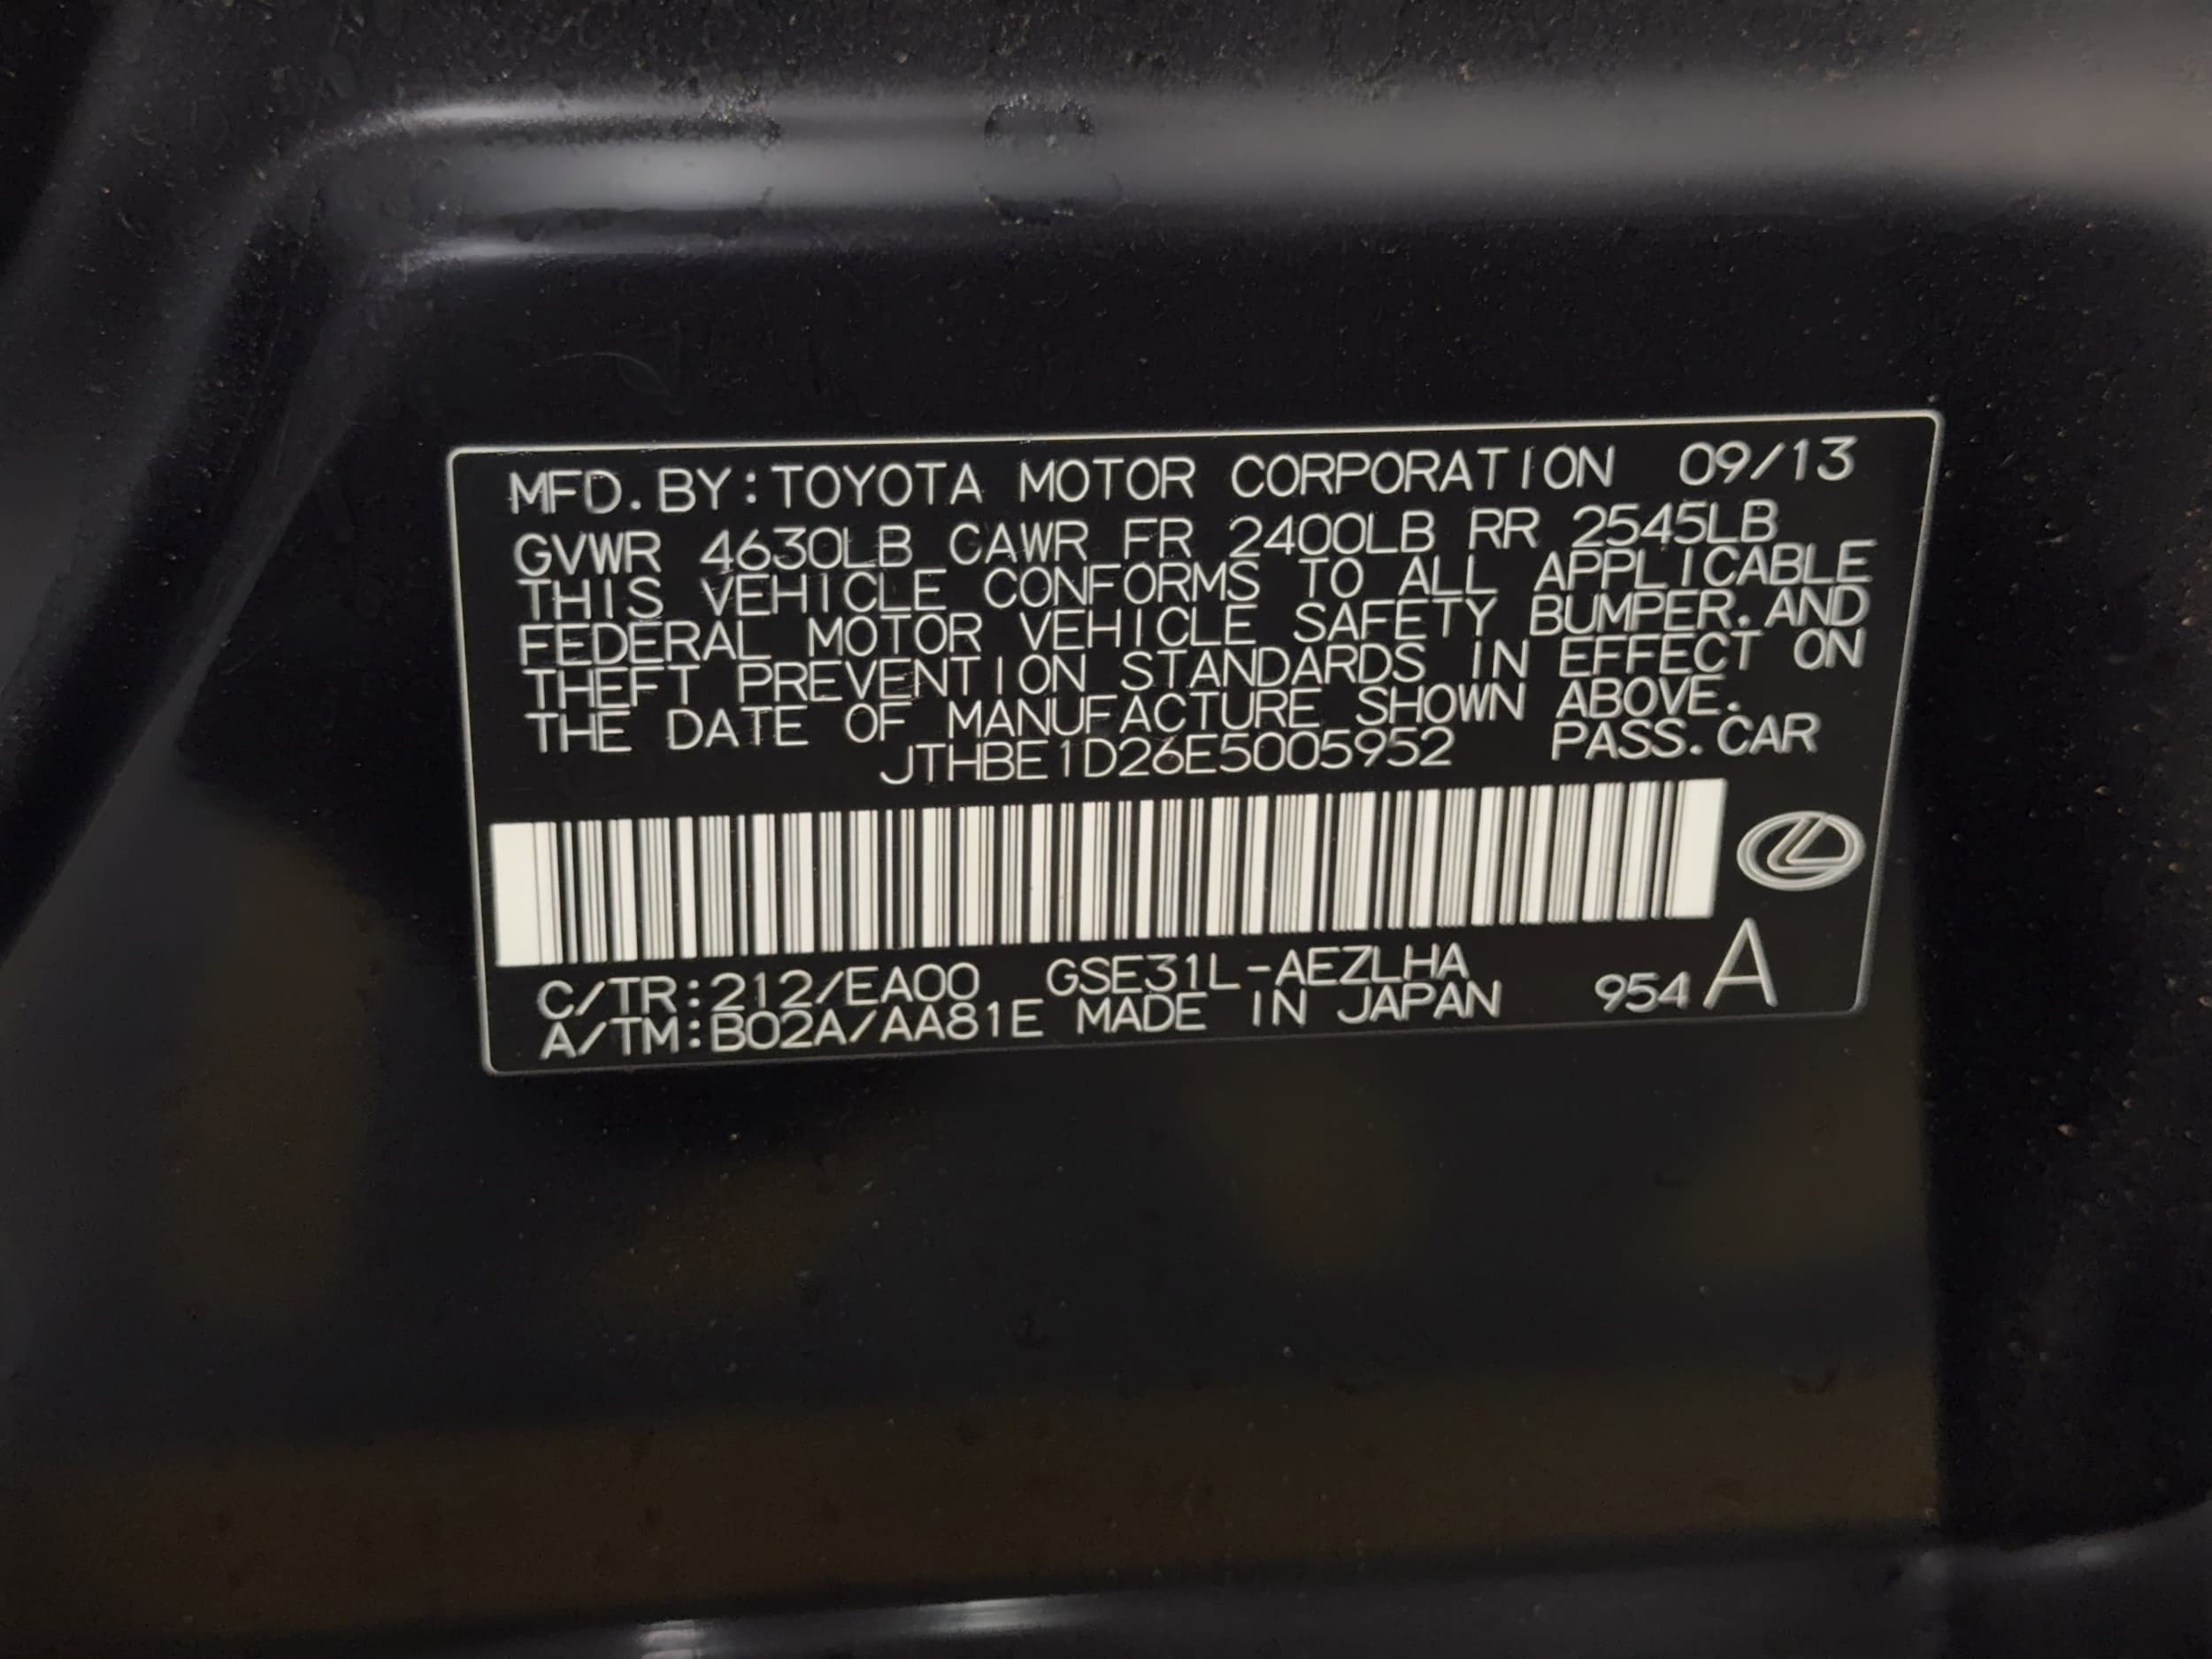 MFD. BY: TOYOTA MOTOR CORPORATION 09/13
GVWR 4630LB GAWR FR 2400LB RR 2545LB
THIS VEHICLE CONFORMS TO ALL APPLICABLE
FEDERAL MOTOR VEHICLE SAFETY BUMPER. AND
THEFT PREVENTION STANDARDS IN EFFECT ON
THE DATE OF MANUFACTURE SHOWN ABOVE.
JTHBE1D26E5005952 PASS. CAR
C/TR: 212/EA00 GSE31L-AEZLHA
A/TM: B02A/AA81E MADE IN JAPAN 954 A